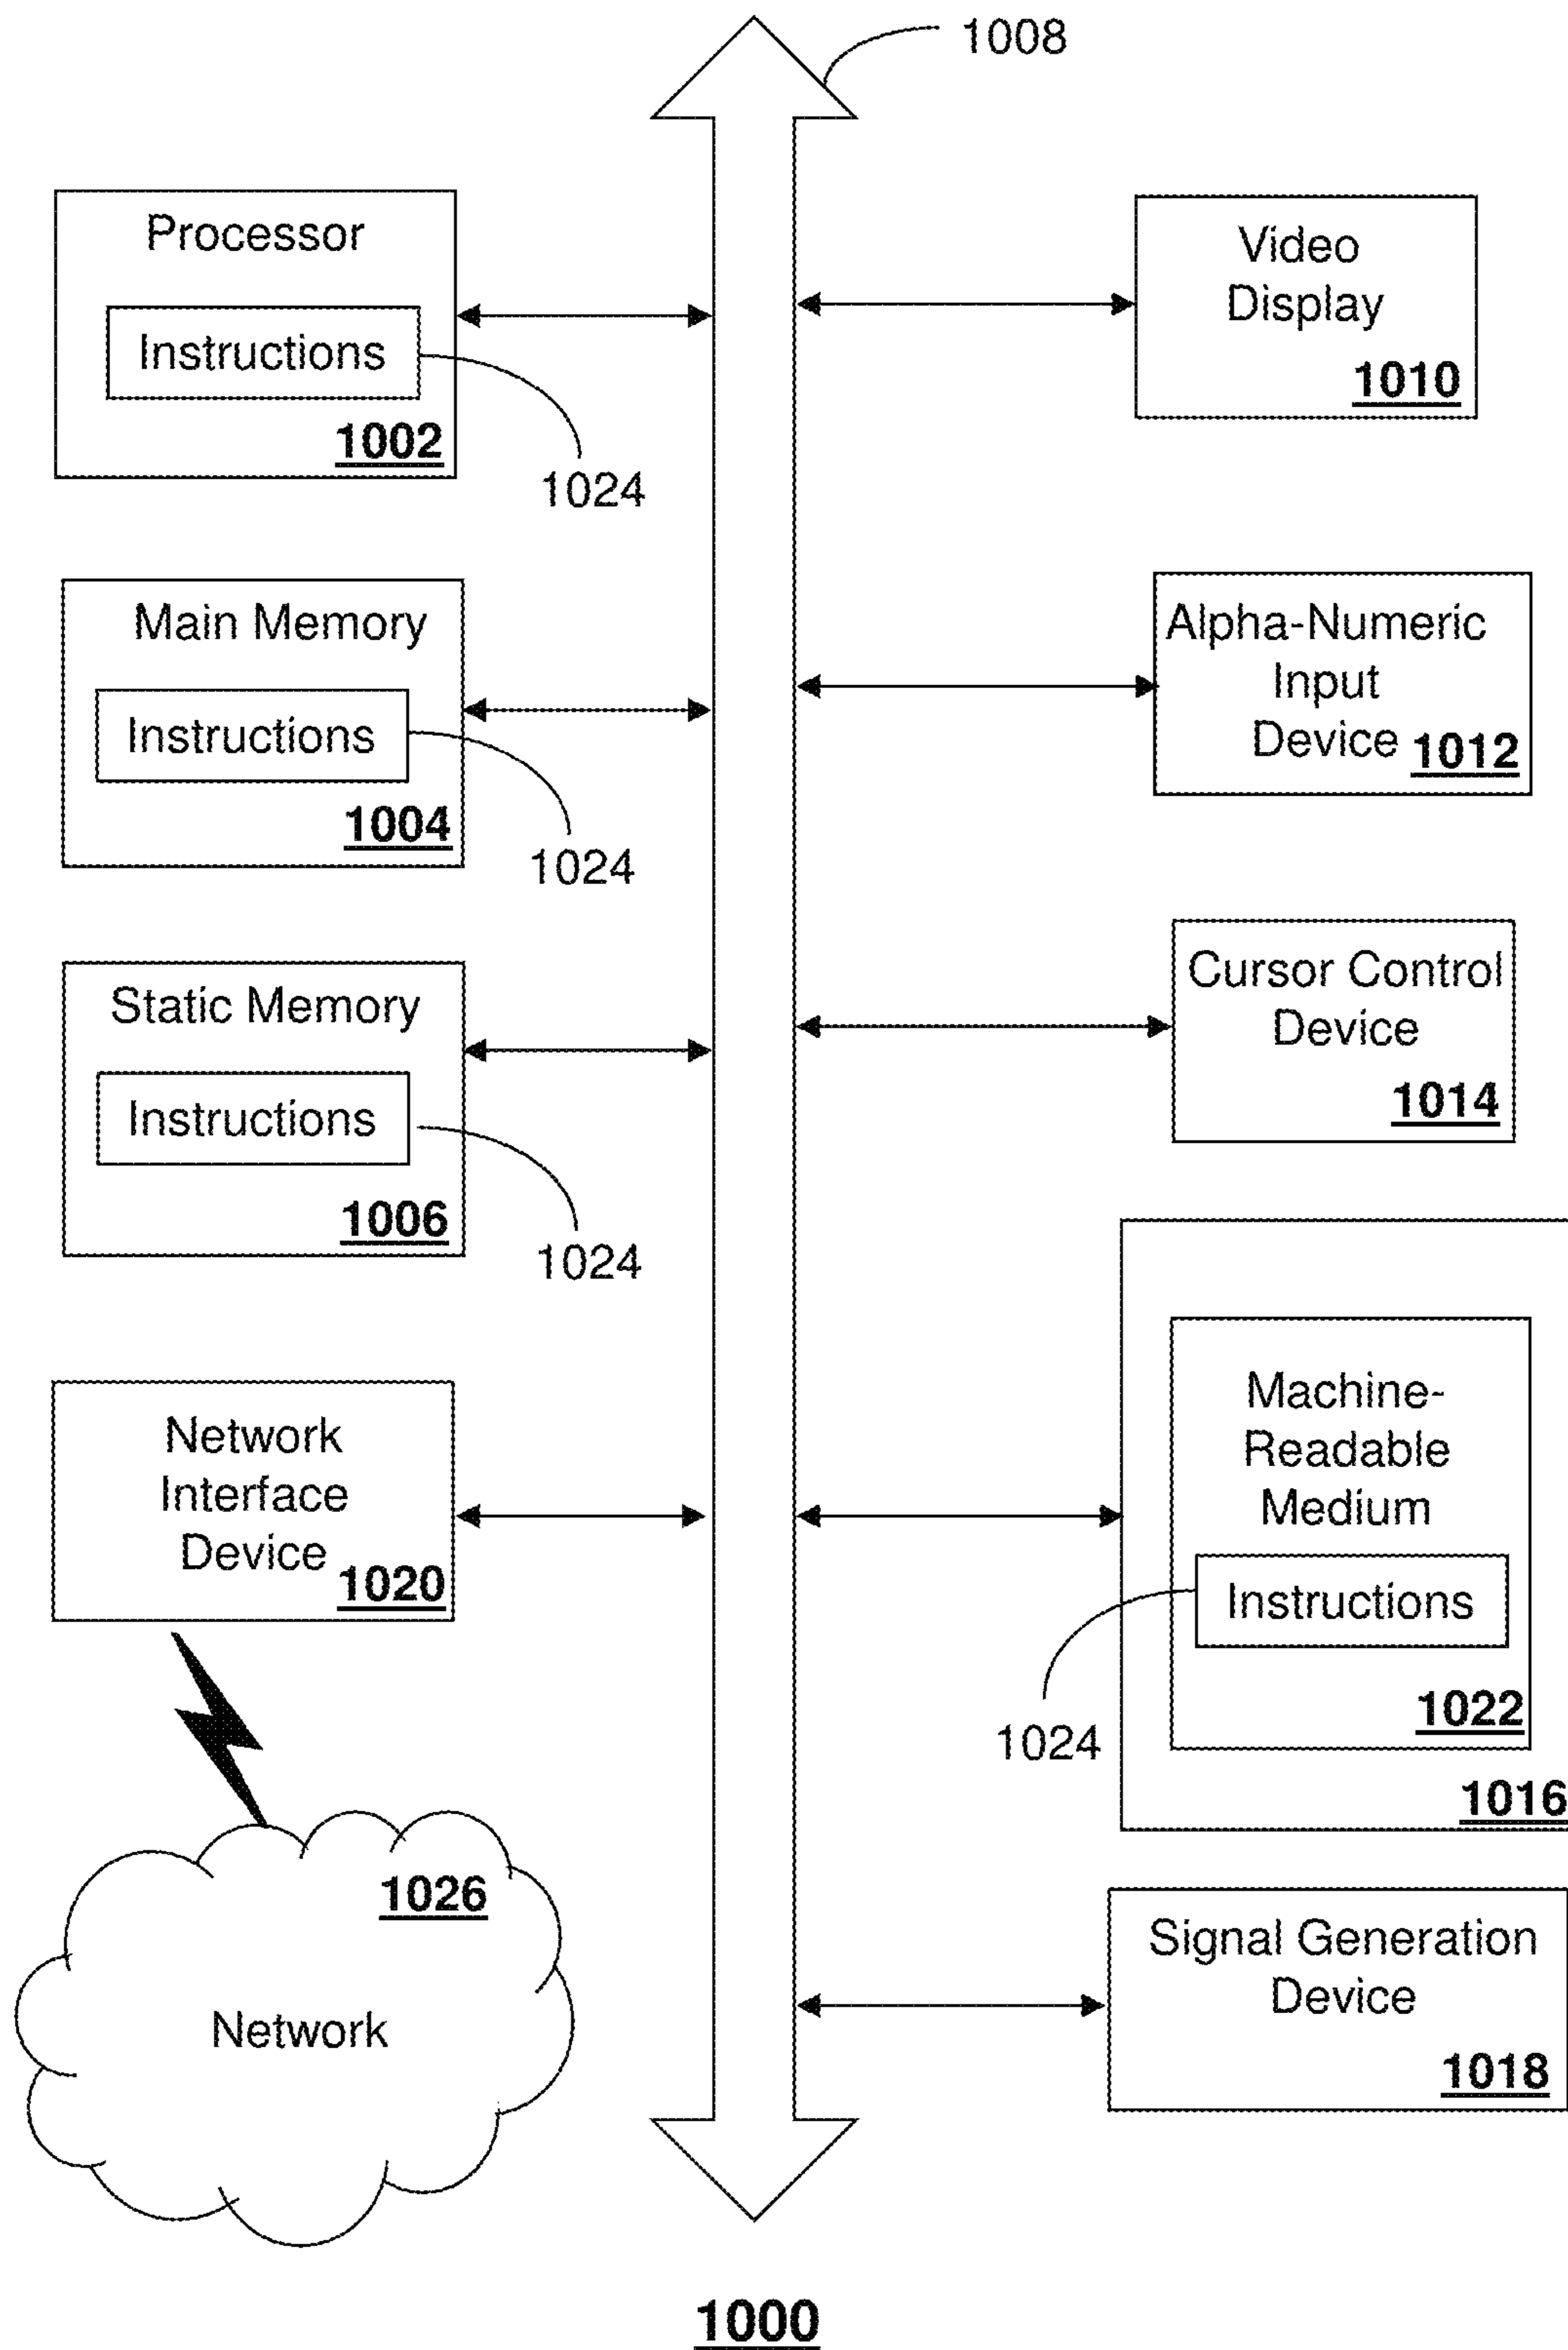 1008
Processor
Instructions
1002
1024
Video
Display
1010
Main Memory
Instructions
1004
1024
Alpha-Numeric
Input
Device 1012
Static Memory
Instructions
1006
1024
Cursor Control
Device
1014
Network
Interface
Device 1020
Machine-
Readable
Medium
Instructions
1022
1024
1016
1026
Network
Signal Generation
Device
1018
1000